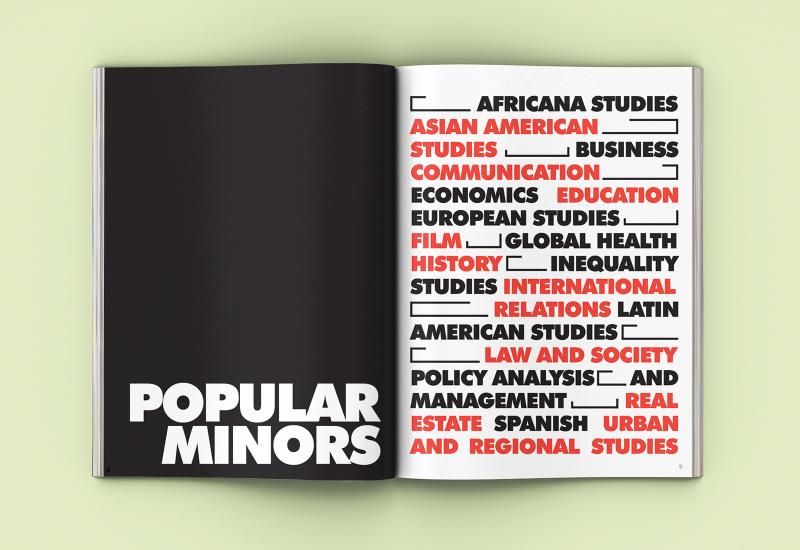 POPULAR
MINORS
8
AFRICANA STUDIES
ASIAN AMERICAN
STUDIES BUSINESS
COMMUNICATION
ECONOMICS EDUCATION
EUROPEAN STUDIES
FILM GLOBAL HEALTH
HISTORY INEQUALITY
STUDIES INTERNATIONAL
RELATIONS LATIN
AMERICAN STUDIES
LAW AND SOCIETY
POLICY ANALYSIS AND
MANAGEMENT REAL
ESTATE SPANISH URBAN
AND REGIONAL STUDIES
9